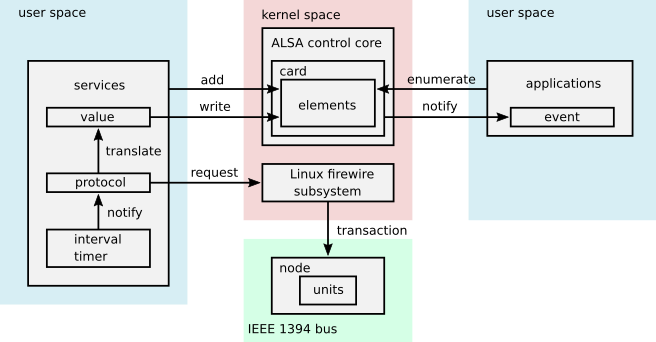 user space
kernel space
user space
ALSA control core
card
elements
services
add
write
value
translate
protocol
request
notify
interval
timer
Linux firewire
subsystem
transaction
node
units
IEEE 1394 bus
enumerate
notify
applications
event